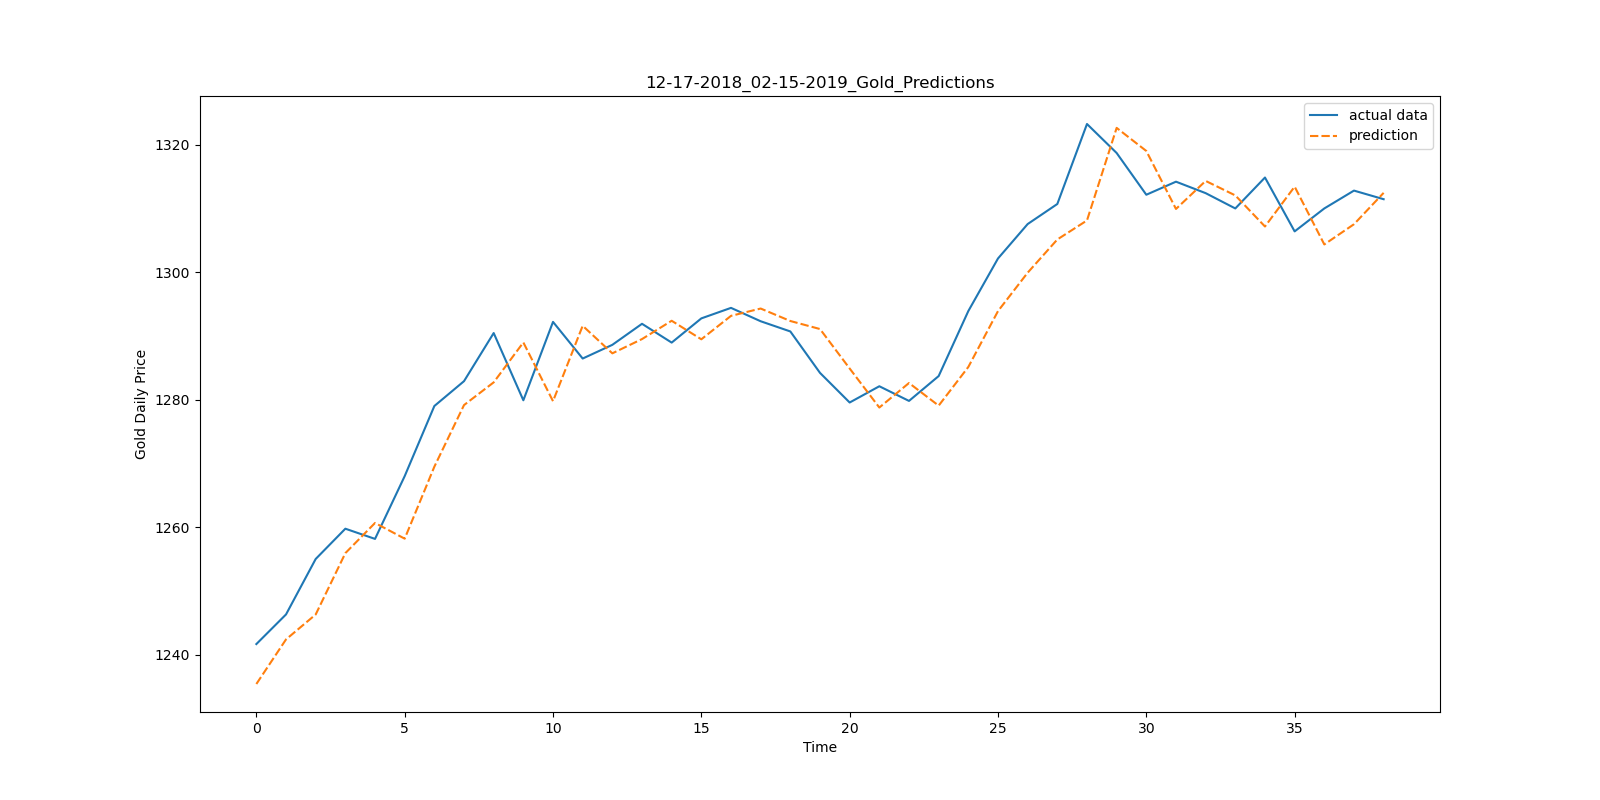 12-17-2018_02-15-2019_Gold_Predictions
actual data
prediction
1320
1300
1280
1260
1240
Gold Daily Price
0 5 10 15 20 25 30 35
Time